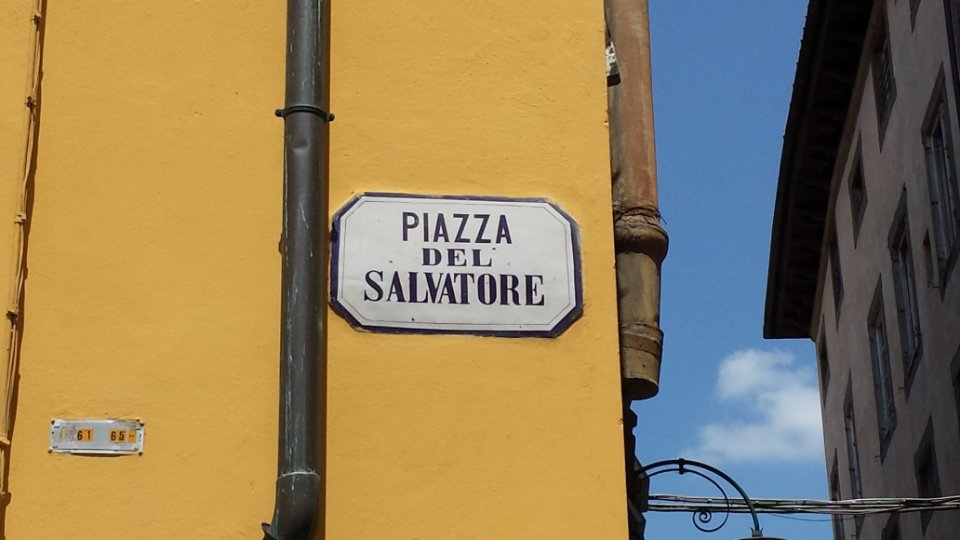 PIAZZA
DEL
SALVATORE
61 65